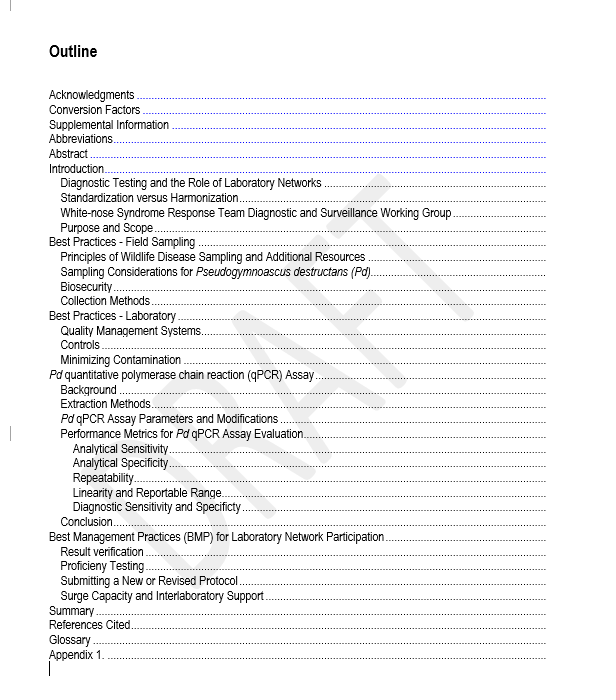 Outline
Acknowledgments
Conversion Factors
Supplemental Information
Abbreviations
Abstract
Introduction
Diagnostic Testing and the Role of Laboratory Networks
Standardization versus Harmonization
White-nose Syndrome Response Team Diagnostic and Surveillance Working Group
Purpose and Scope
Best Practices - Field Sampling
Principles of Wildlife Disease Sampling and Additional Resources
Sampling Considerations for Pseudogymnoascus destructans (Pd)
Biosecurity
Collection Methods
Best Practices - Laboratory
Quality Management Systems
Controls
Minimizing Contamination
Pd quantitative polymerase chain reaction (qPCR) Assay
Background
Extraction Methods
Pd qPCR Assay Parameters and Modifications
Performance Metrics for Pd qPCR Assay Evaluation
Analytical Sensitivity
Analytical Specificity
Repeatability
Linearity and Reportable Range
Diagnostic Sensitivity and Specificty
Conclusion
Best Management Practices (BMP) for Laboratory Network Participation
Result verification
Proficieny Testing
Submitting a New or Revised Protocol
Surge Capacity and Interlaboratory Support
Summary
References Cited
Glossary
Appendix 1.
DRAFT